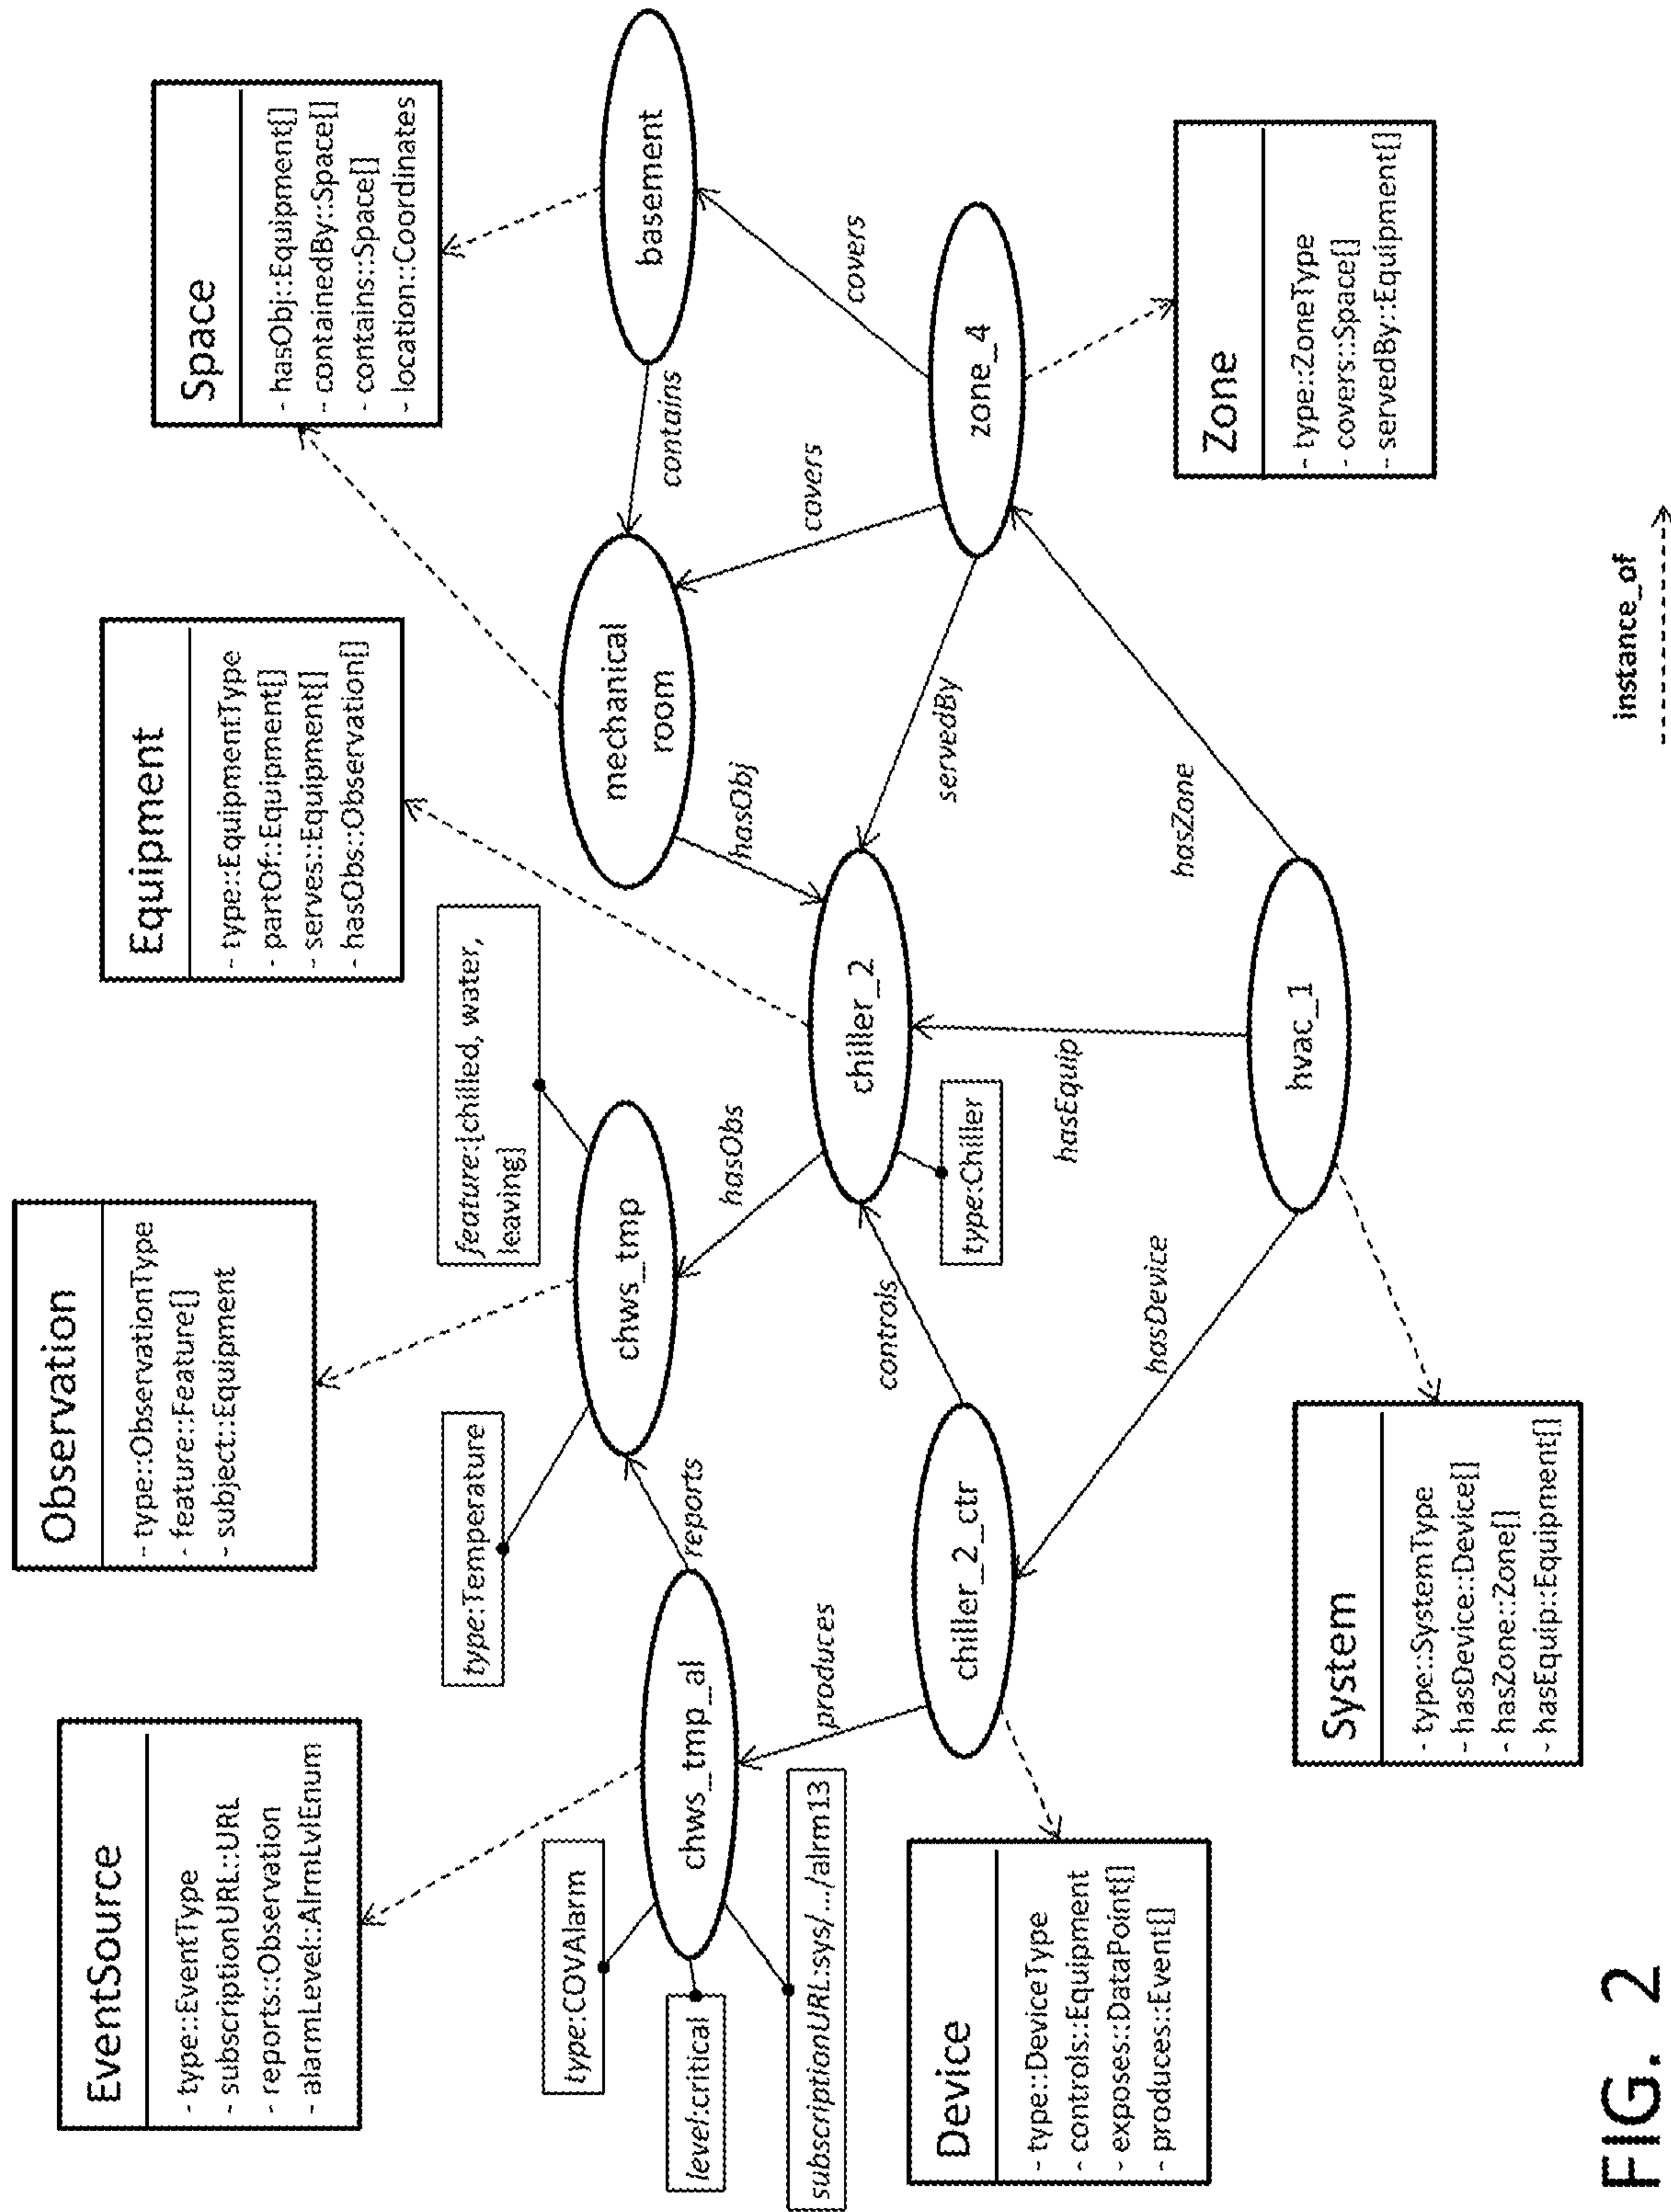 EventSource
- type::EventType
- subscriptionURL::URL
- reports::Observation
- alarmLevel::AlrmLvlEnum
Observation
- type::ObservationType
- feature::Feature[]
- subject::Equipment
Equipment
- type::EquipmentType
- partOf::Equipment[]
- serves::Equipment[]
- hasObs::Observation[]
Space
- hasObj::Equipment[]
- containedBy::Space[]
- contains::Space[]
- location::Coordinates
type:COVAlarm
level:critical
subscriptionURL:sys/.../alrm13
type:Temperature
feature:[chilled, water,
leaving]
chws_tmp_al
reports
chws_tmp
hasObs
mechanical
room
hasObj
contains
basement
produces
controls
chiller_2
type:Chiller
servedBy
covers
covers
chiller_2_ctr
zone_4
hasDevice
hasEquip
hasZone
hvac_1
Device
- type::DeviceType
- controls::Equipment
- exposes::DataPoint[]
- produces::Event[]
System
- type::SystemType
- hasDevice::Device[]
- hasZone::Zone[]
- hasEquip::Equipment[]
Zone
- type::ZoneType
- covers::Space[]
- servedBy::Equipment[]
instance_of
FIG. 2